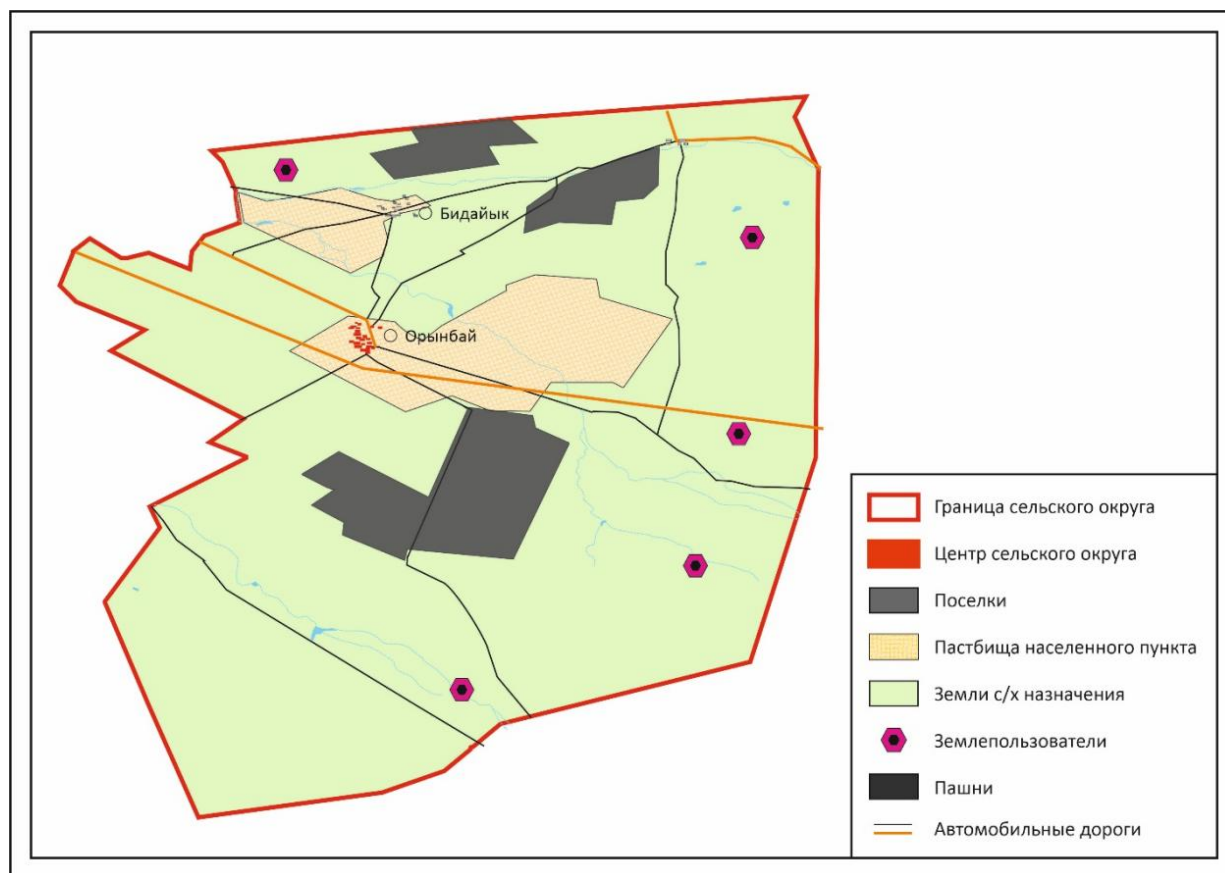 Бидайык
Орынбай
Граница сельского округа
Центр сельского округа
Поселки
Пастбища населенного пункта
Земли с/х назначения
Землепользователи
Пашни
Автомобильные дороги